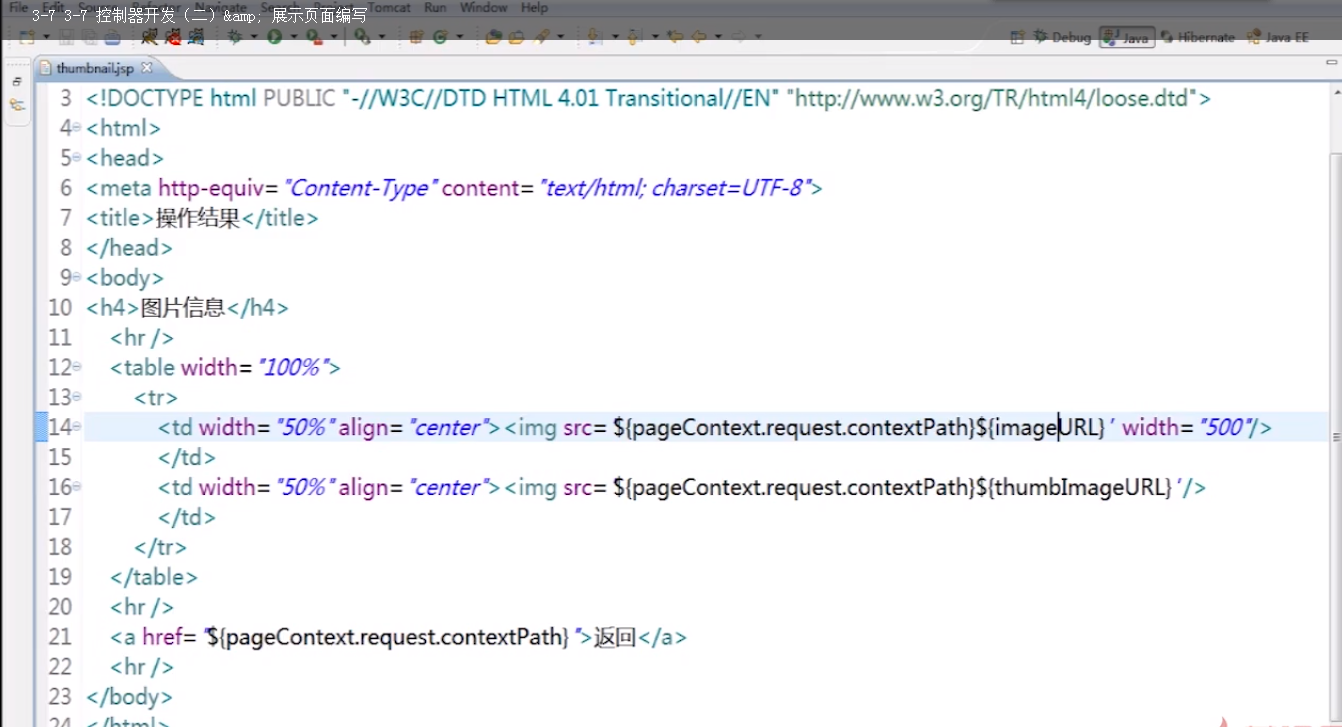 File Edit Source Refactor Navigate Search Project Tomcat Run Window Help
3-7 3-7 控制器开发（二）&amp; 展示页面编写
Debug Java Hibernate Java EE
thumbnail.jsp
3 <!DOCTYPE html PUBLIC "-//W3C//DTD HTML 4.01 Transitional//EN" "http://www.w3.org/TR/html4/loose.dtd">
4 <html>
5 <head>
6 <meta http-equiv="Content-Type" content="text/html; charset=UTF-8">
7 <title>操作结果</title>
8 </head>
9 <body>
10 <h4>图片信息</h4>
11 <hr />
12 <table width="100%">
13 <tr>
14 <td width="50%" align="center"><img src= ${pageContext.request.contextPath}${imageURL}' width="500"/>
15 </td>
16 <td width="50%" align="center"><img src= ${pageContext.request.contextPath}${thumbImageURL}'/>
17 </td>
18 </tr>
19 </table>
20 <hr />
21 <a href="${pageContext.request.contextPath}">返回</a>
22 <hr />
23 </body>
24 </html>